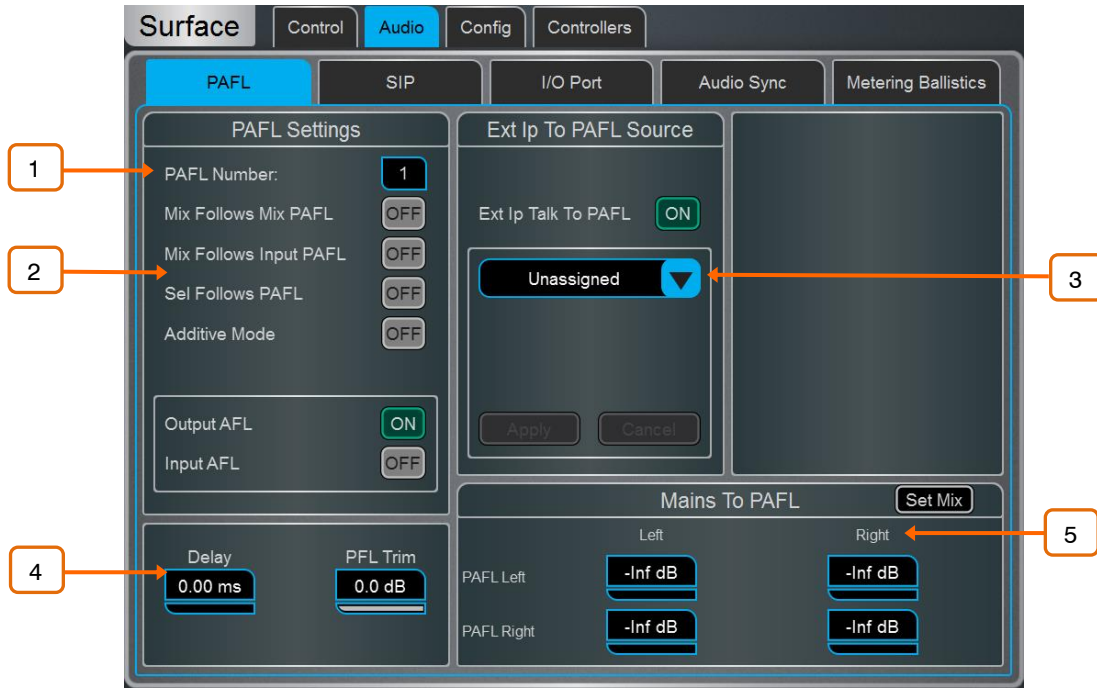 Surface Control Audio Config Controllers
PAFL SIP I/O Port Audio Sync Metering Ballistics
PAFL Settings
1
PAFL Number: 1
Mix Follows Mix PAFL OFF
Mix Follows Input PAFL OFF
2
Sel Follows PAFL OFF
Additive Mode OFF
Output AFL ON
Input AFL OFF
Ext Ip To PAFL Source
Ext Ip Talk To PAFL ON
Unassigned
3
Apply Cancel
4
Delay PFL Trim
0.00 ms 0.0 dB
Mains To PAFL Set Mix
Left Right
5
PAFL Left -Inf dB -Inf dB
PAFL Right -Inf dB -Inf dB